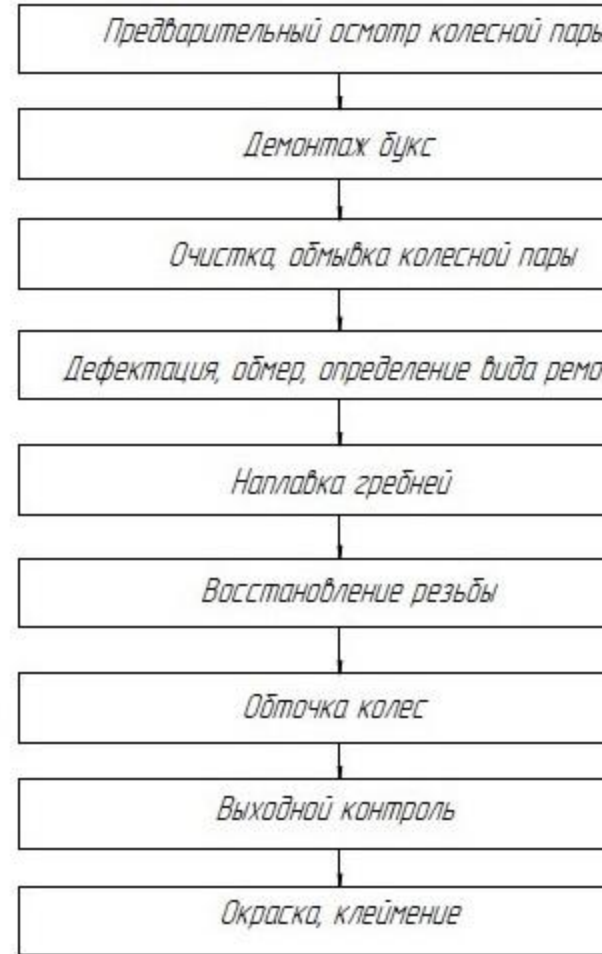 Предварительный осмотр колесной пары
Демонтаж букс
Очистка, обмывка колесной пары
Дефектация, обмер, определение вида
Наплавка гребней
Восстановление резьбы
Обточка колес
Выходной контроль
Окраска, клеймение